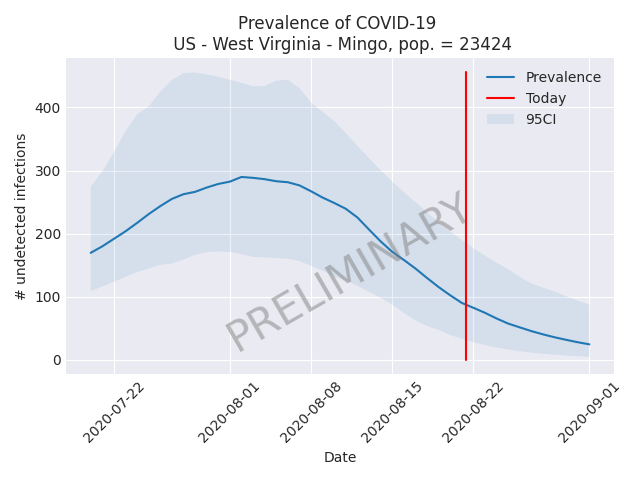 Prevalence of COVID-19
US - West Virginia - Mingo, pop. = 23424
Prevalence
Today
95CI
# undetected infections
400
300
200
100
0
PRELIMINARY
2020-07-22
2020-08-01
2020-08-08
2020-08-15
2020-08-22
2020-09-01
Date